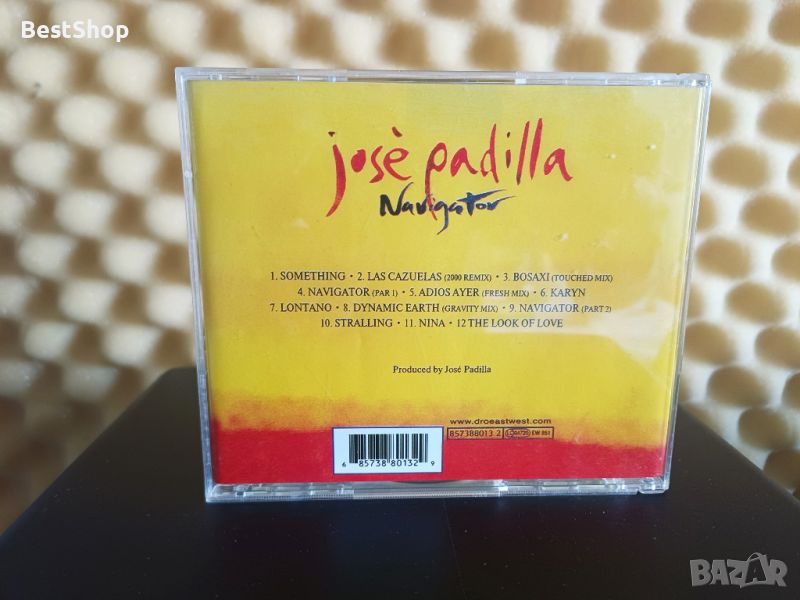 BestShop
josè padilla
Navigator
1. SOMETHING • 2. LAS CAZUELAS (2000 REMIX) • 3. BOSAXI (TOUCHED MIX)
4. NAVIGATOR (PAR 1) • 5. ADIOS AYER (FRESH MIX) • 6. KARYN
7. LONTANO • 8. DYNAMIC EARTH (GRAVITY MIX) • 9. NAVIGATOR (PART 2)
10. STRALLING • 11. NINA • 12 THE LOOK OF LOVE
Produced by José Padilla
www.droeastwest.com
857388013 2 LC04725 EW 851
6 85738 80132 9
BAZAR